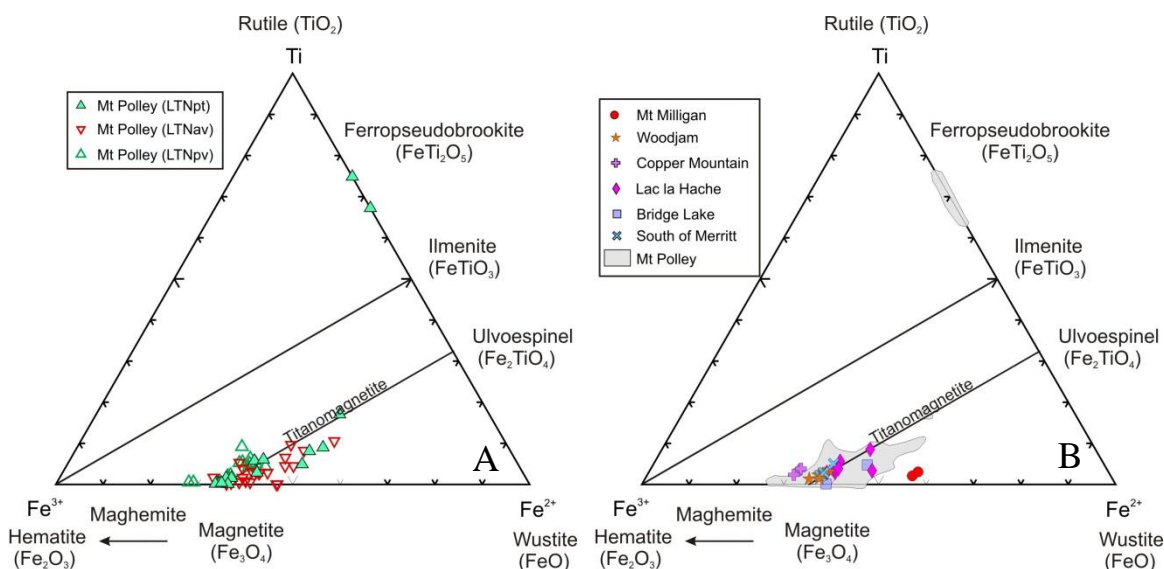 Rutile (TiO₂)
Ti
Mt Polley (LTNpt)
Mt Polley (LTNav)
Mt Polley (LTNpv)
Ferropseudobrookite
(FeTi₂O₅)
Ilmenite
(FeTiO₃)
Ulvoespinel
(Fe₂TiO₄)
Titanomagnetite
A
Fe³⁺
Fe²⁺
Maghemite
Hematite
(Fe₂O₃)
Magnetite
(Fe₃O₄)
Wustite
(FeO)
Rutile (TiO₂)
Ti
Mt Milligan
Woodjam
Copper Mountain
Lac la Hache
Bridge Lake
South of Merritt
Mt Polley
Ferropseudobrookite
(FeTi₂O₅)
Ilmenite
(FeTiO₃)
Ulvoespinel
(Fe₂TiO₄)
Titanomagnetite
B
Fe³⁺
Fe²⁺
Maghemite
Hematite
(Fe₂O₃)
Magnetite
(Fe₃O₄)
Wustite
(FeO)